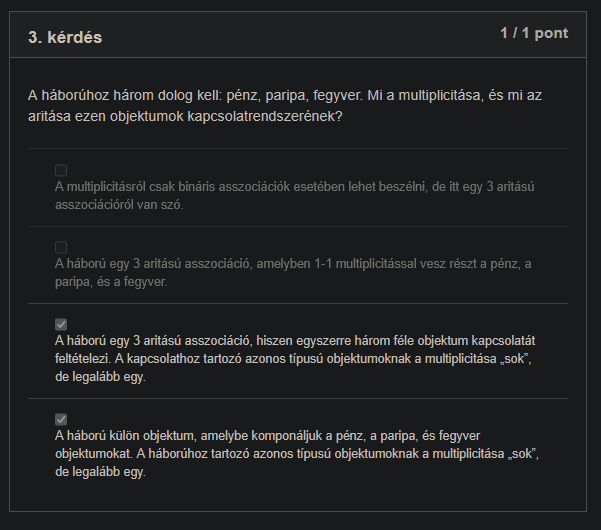 3. kérdés
1 / 1 pont
A háborúhoz három dolog kell: pénz, paripa, fegyver. Mi a multiplicitása, és mi az
aritása ezen objektumok kapcsolatrendszerének?
A multiplicitásról csak bináris asszociációk esetében lehet beszélni, de itt egy 3 aritású
asszociációról van szó.
A háború egy 3 aritású asszociáció, amelyben 1-1 multiplicitással vesz részt a pénz, a
paripa, és a fegyver.
A háború egy 3 aritású asszociáció, hiszen egyszerre három féle objektum kapcsolatát
feltételezi. A kapcsolathoz tartozó azonos típusú objektumoknak a multiplicitása „sok”,
de legalább egy.
A háború külön objektum, amelybe komponáljuk a pénz, a paripa, és fegyver
objektumokat. A háborúhoz tartozó azonos típusú objektumoknak a multiplicitása „sok”,
de legalább egy.